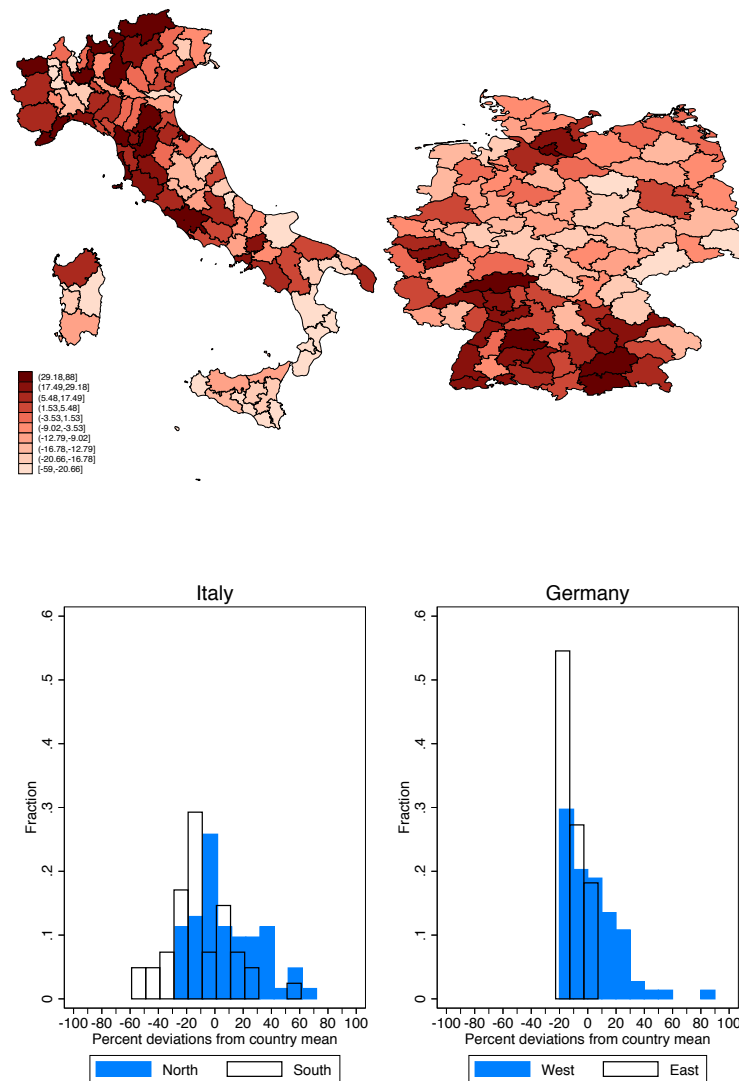 (29.18,88]
(17.49,29.18]
(5.48,17.49]
(1.53,5.48]
(-3.53,1.53]
(-9.02,-3.53]
(-12.79,-9.02]
(-16.78,-12.79]
(-20.66,-16.78]
[-59,-20.66]
Italy
Fraction
.6
.5
.4
.3
.2
.1
0
-100 -80 -60 -40 -20 0 20 40 60 80 100
Percent deviations from country mean
North South
Germany
Fraction
.6
.5
.4
.3
.2
.1
0
-100 -80 -60 -40 -20 0 20 40 60 80 100
Percent deviations from country mean
West East